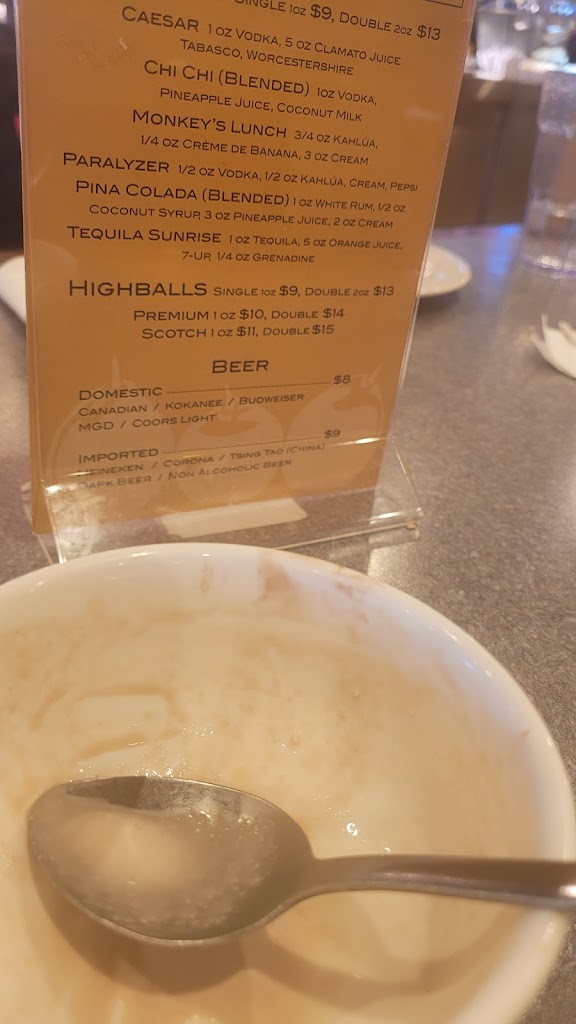 SINGLE 1oz $9, DOUBLE 2oz $13
CAESAR 1 OZ VODKA, 5 OZ CLAMATO JUICE
TABASCO, WORCESTERSHIRE
CHI CHI (BLENDED) 1OZ VODKA,
PINEAPPLE JUICE, COCONUT MILK
MONKEY'S LUNCH 3/4 OZ KAHLÚA,
1/4 OZ CRÈME DE BANANA, 3 OZ CREAM
PARALYZER 1/2 OZ VODKA, 1/2 OZ KAHLÚA, CREAM, PEPSI
PINA COLADA (BLENDED) 1 OZ WHITE RUM, 1/2 OZ
COCONUT SYRUP, 3 OZ PINEAPPLE JUICE, 2 OZ CREAM
TEQUILA SUNRISE 1 OZ TEQUILA, 5 OZ ORANGE JUICE,
7-UP, 1/4 OZ GRENADINE
HIGHBALLS SINGLE 1oz $9, DOUBLE 2oz $13
PREMIUM 1 OZ $10, DOUBLE $14
SCOTCH 1 OZ $11, DOUBLE $15
BEER
DOMESTIC ---------- $8
CANADIAN / KOKANEE / BUDWEISER
MGD / COORS LIGHT
IMPORTED ---------- $9
HEINEKEN / CORONA / TSING TAO (CHINA)
DARK BEER / NON ALCOHOLIC BEER